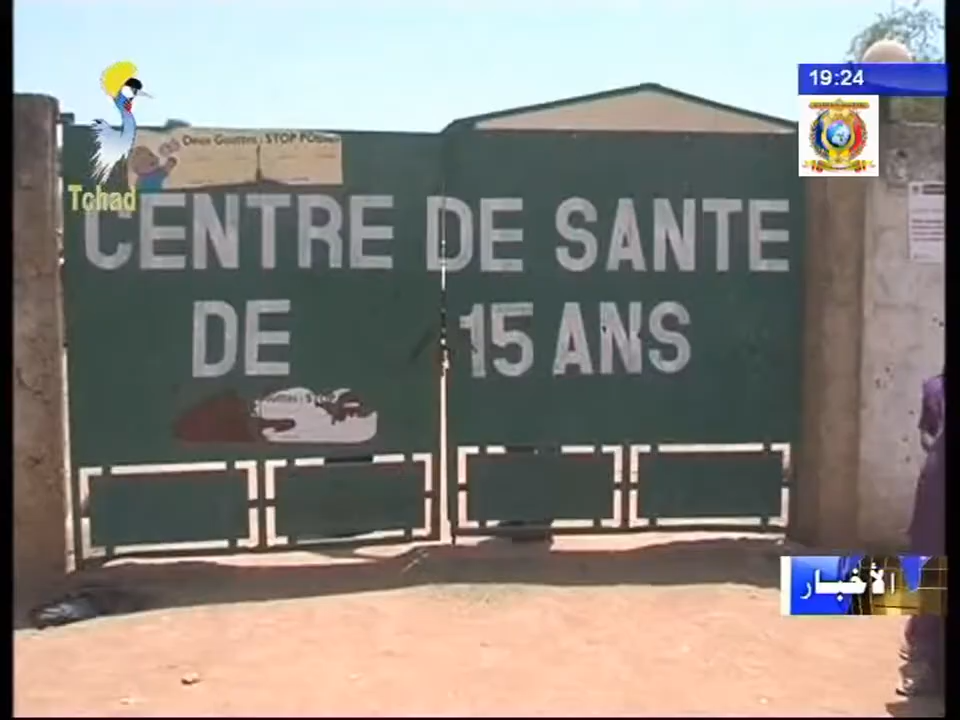 19:24
Deux Gouttes : STOP POLIO
Tchad
CENTRE DE SANTE
DE 15 ANS
الأخبار